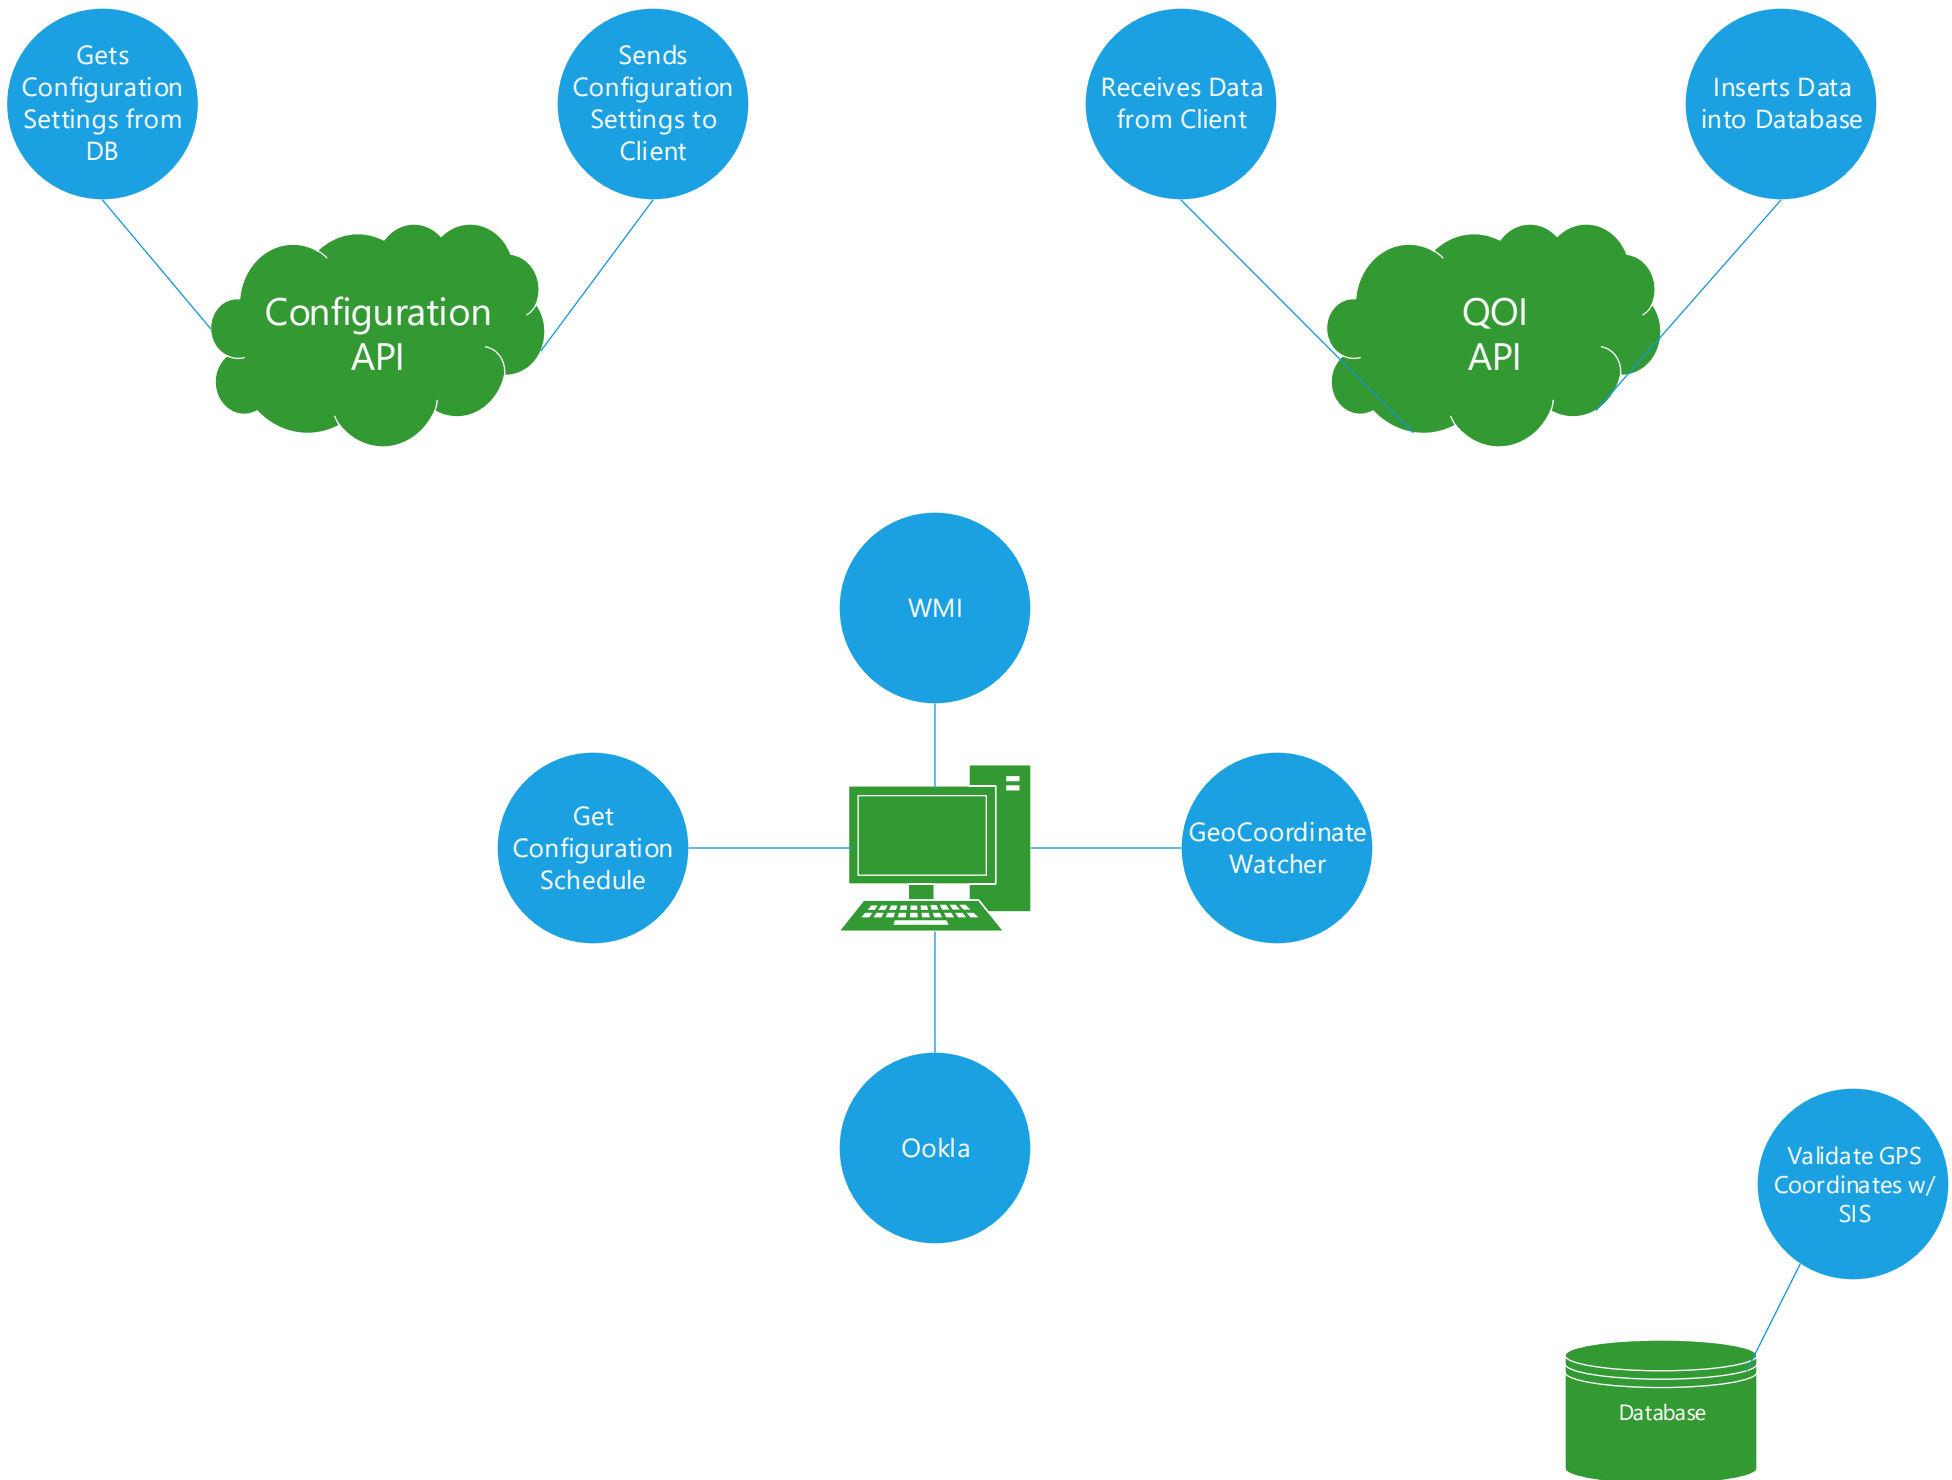 Gets
Configuration
Settings from
DB
Sends
Configuration
Settings to
Client
Receives Data
from Client
Inserts Data
into Database
Configuration
API
QOI
API
WMI
Get
Configuration
Schedule
GeoCoordinate
Watcher
Ookla
Validate GPS
Coordinates w/
SIS
Database